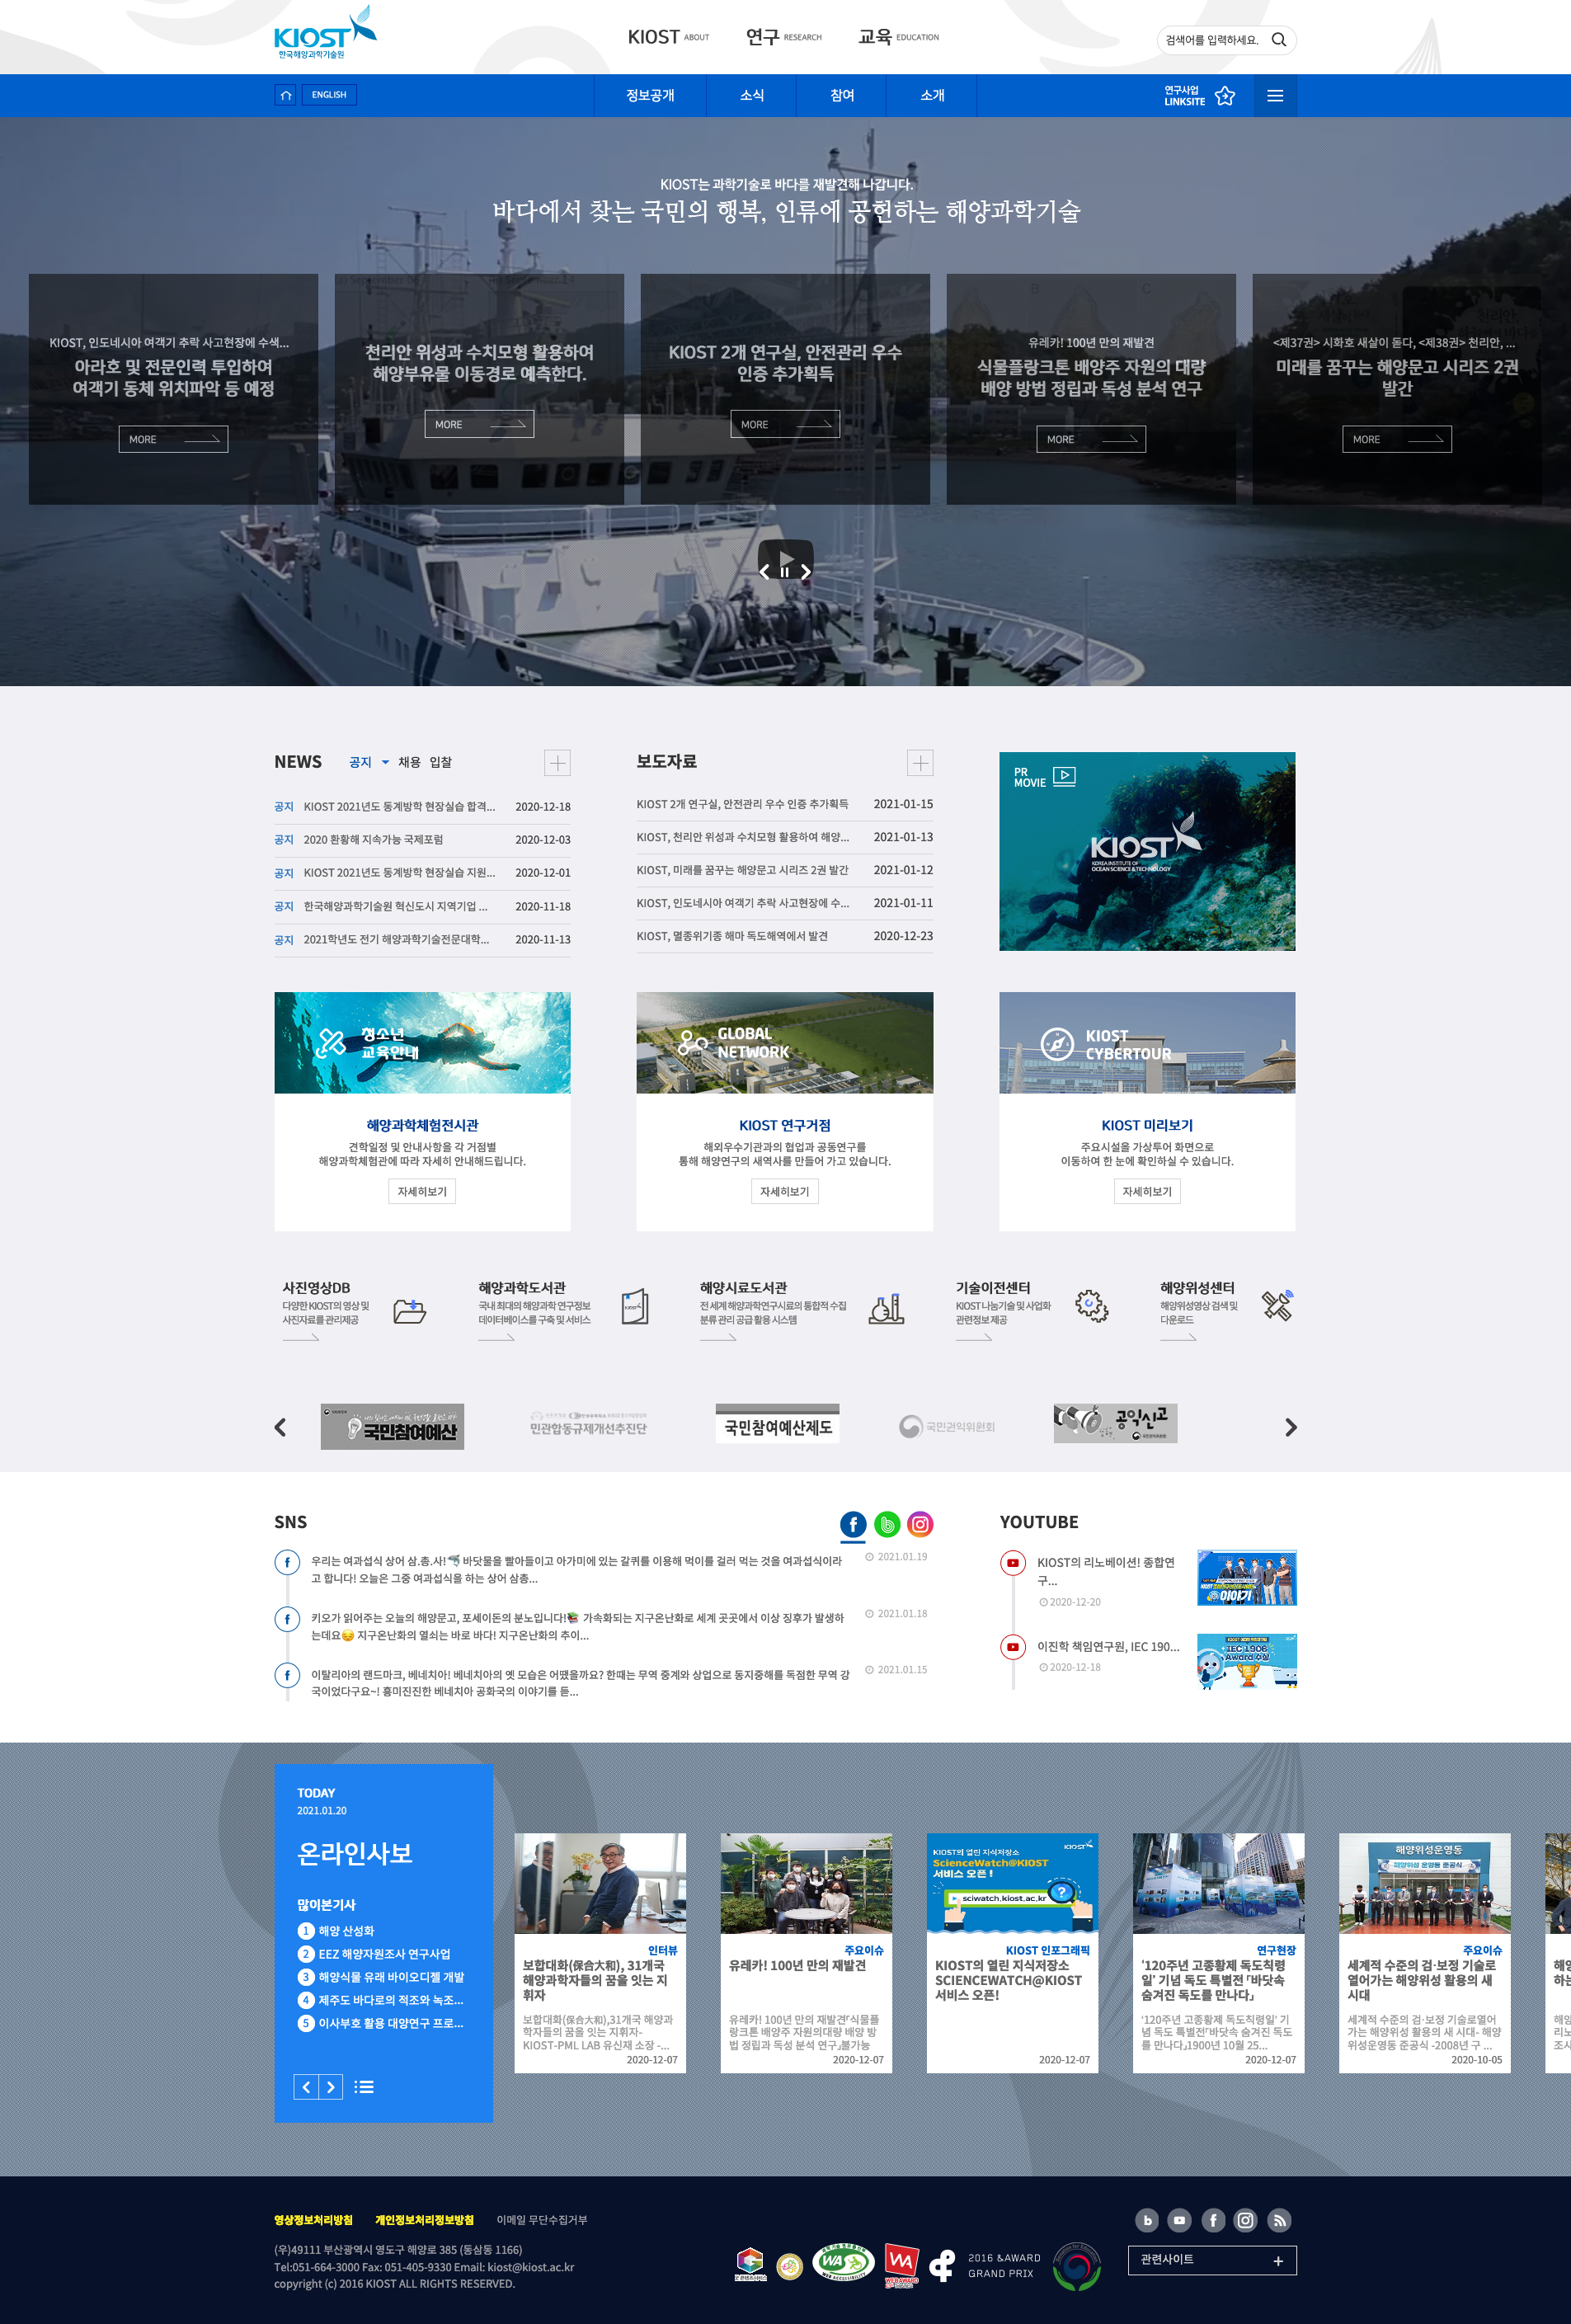 KIOST
한국해양과학기술원
KIOST ABOUT
연구 RESEARCH
교육 EDUCATION
검색어를 입력하세요.
ENGLISH
정보공개
소식
참여
소개
연구사업
LINKSITE
KIOST는 과학기술로 바다를 재발견해 나갑니다.
바다에서 찾는 국민의 행복, 인류에 공헌하는 해양과학기술
KIOST, 인도네시아 여객기 추락 사고현장에 수색...
아라호 및 전문인력 투입하여
여객기 동체 위치파악 등 예정
MORE
천리안 위성과 수치모형 활용하여
해양부유물 이동경로 예측한다.
MORE
KIOST 2개 연구실, 안전관리 우수
인증 추가획득
MORE
유레카! 100년 만의 재발견
식물플랑크톤 배양주 자원의 대량
배양 방법 정립과 독성 분석 연구
MORE
<제37권> 시화호 새살이 돋다, <제38권> 천리안, ...
미래를 꿈꾸는 해양문고 시리즈 2권
발간
MORE
NEWS
공지
채용
입찰
공지 KIOST 2021년도 동계방학 현장실습 합격... 2020-12-18
공지 2020 환황해 지속가능 국제포럼 2020-12-03
공지 KIOST 2021년도 동계방학 현장실습 지원... 2020-12-01
공지 한국해양과학기술원 혁신도시 지역기업 ... 2020-11-18
공지 2021학년도 전기 해양과학기술전문대학... 2020-11-13
보도자료
KIOST 2개 연구실, 안전관리 우수 인증 추가획득 2021-01-15
KIOST, 천리안 위성과 수치모형 활용하여 해양... 2021-01-13
KIOST, 미래를 꿈꾸는 해양문고 시리즈 2권 발간 2021-01-12
KIOST, 인도네시아 여객기 추락 사고현장에 수... 2021-01-11
KIOST, 멸종위기종 해마 독도해역에서 발견 2020-12-23
PR
MOVIE
KIOST
KOREA INSTITUTE OF
OCEAN SCIENCE & TECHNOLOGY
청소년
교육안내
해양과학체험전시관
견학일정 및 안내사항을 각 거점별
해양과학체험관에 따라 자세히 안내해드립니다.
자세히보기
GLOBAL
NETWORK
KIOST 연구거점
해외우수기관과의 협업과 공동연구를
통해 해양연구의 새역사를 만들어 가고 있습니다.
자세히보기
KIOST
CYBERTOUR
KIOST 미리보기
주요시설을 가상투어 화면으로
이동하여 한 눈에 확인하실 수 있습니다.
자세히보기
사진영상DB
다양한 KIOST의 영상 및
사진자료를 관리제공
해양과학도서관
국내 최대의 해양과학 연구정보
데이터베이스를 구축 및 서비스
KIOST
해양시료도서관
전 세계 해양과학연구시료의 통합적 수집
분류 관리 공급 활용 시스템
기술이전센터
KIOST 나눔기술 및 사업화
관련정보 제공
해양위성센터
해양위성영상 검색 및
다운로드
국민참여예산
민관합동규제개선추진단
국민참여예산제도
국민권익위원회
공익신고
SNS
우리는 여과섭식 상어 삼.총.사!🦈 바닷물을 빨아들이고 아가미에 있는 갈퀴를 이용해 먹이를 걸러 먹는 것을 여과섭식이라
고 합니다! 오늘은 그중 여과섭식을 하는 상어 삼총...
2021.01.19
키오가 읽어주는 오늘의 해양문고, 포세이돈의 분노입니다!📚 가속화되는 지구온난화로 세계 곳곳에서 이상 징후가 발생하
는데요😔 지구온난화의 열쇠는 바로 바다! 지구온난화의 추이...
2021.01.18
이탈리아의 랜드마크, 베네치아! 베네치아의 옛 모습은 어땠을까요? 한때는 무역 중계와 상업으로 동지중해를 독점한 무역 강
국이었다구요~! 흥미진진한 베네치아 공화국의 이야기를 듣...
2021.01.15
YOUTUBE
KIOST의 리노베이션! 종합연
구...
2020-12-20
이야기
이진학 책임연구원, IEC 190...
2020-12-18
IEC 1906
Award 수상
TODAY
2021.01.20
온라인사보
많이본기사
1 해양 산성화
2 EEZ 해양자원조사 연구사업
3 해양식물 유래 바이오디젤 개발
4 제주도 바다로의 적조와 녹조...
5 이사부호 활용 대양연구 프로...
인터뷰
보합대화(保合大和), 31개국
해양과학자들의 꿈을 잇는 지
휘자
보합대화(保合大和),31개국 해양과
학자들의 꿈을 잇는 지휘자-
KIOST-PML LAB 유신재 소장 -...
2020-12-07
주요이슈
유레카! 100년 만의 재발견
유레카! 100년 만의 재발견「식물플
랑크톤 배양주 자원의대량 배양 방
법 정립과 독성 분석 연구」불가능
2020-12-07
KIOST
KIOST의 열린 지식저장소
ScienceWatch@KIOST
서비스 오픈 !
sciwatch.kiost.ac.kr
KIOST 인포그래픽
KIOST의 열린 지식저장소
SCIENCEWATCH@KIOST
서비스 오픈!
2020-12-07
연구현장
'120주년 고종황제 독도칙령
일' 기념 독도 특별전 「바닷속
숨겨진 독도를 만나다」
'120주년 고종황제 독도칙령일' 기
념 독도 특별전「바닷속 숨겨진 독도
를 만나다」1900년 10월 25...
2020-12-07
해양위성운영동
해양위성 운영동 준공식
주요이슈
세계적 수준의 검·보정 기술로
열어가는 해양위성 활용의 새
시대
세계적 수준의 검·보정 기술로열어
가는 해양위성 활용의 새 시대- 해양
위성운영동 준공식 -2008년 구 ...
2020-10-05
영상정보처리방침
개인정보처리정보방침
이메일 무단수집거부
(우)49111 부산광역시 영도구 해양로 385 (동삼동 1166)
Tel:051-664-3000 Fax: 051-405-9330 Email: kiost@kiost.ac.kr
copyright (c) 2016 KIOST ALL RIGHTS RESERVED.
WA
WEB ACCESSIBILITY
WA
WEB AWARD
2016 &AWARD
GRAND PRIX
관련사이트